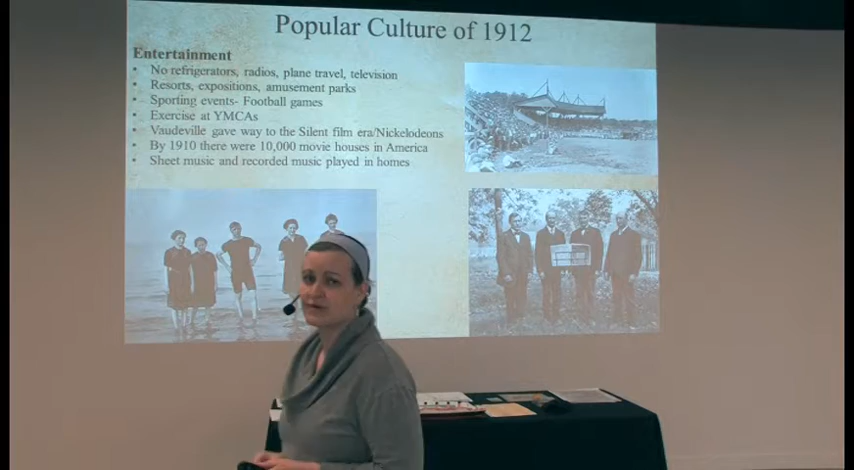 Popular Culture of 1912
Entertainment
• No refrigerators, radios, plane travel, television
• Resorts, expositions, amusement parks
• Sporting events- Football games
• Exercise at YMCAs
• Vaudeville gave way to the Silent film era/Nickelodeons
• By 1910 there were 10,000 movie houses in America
• Sheet music and recorded music played in homes